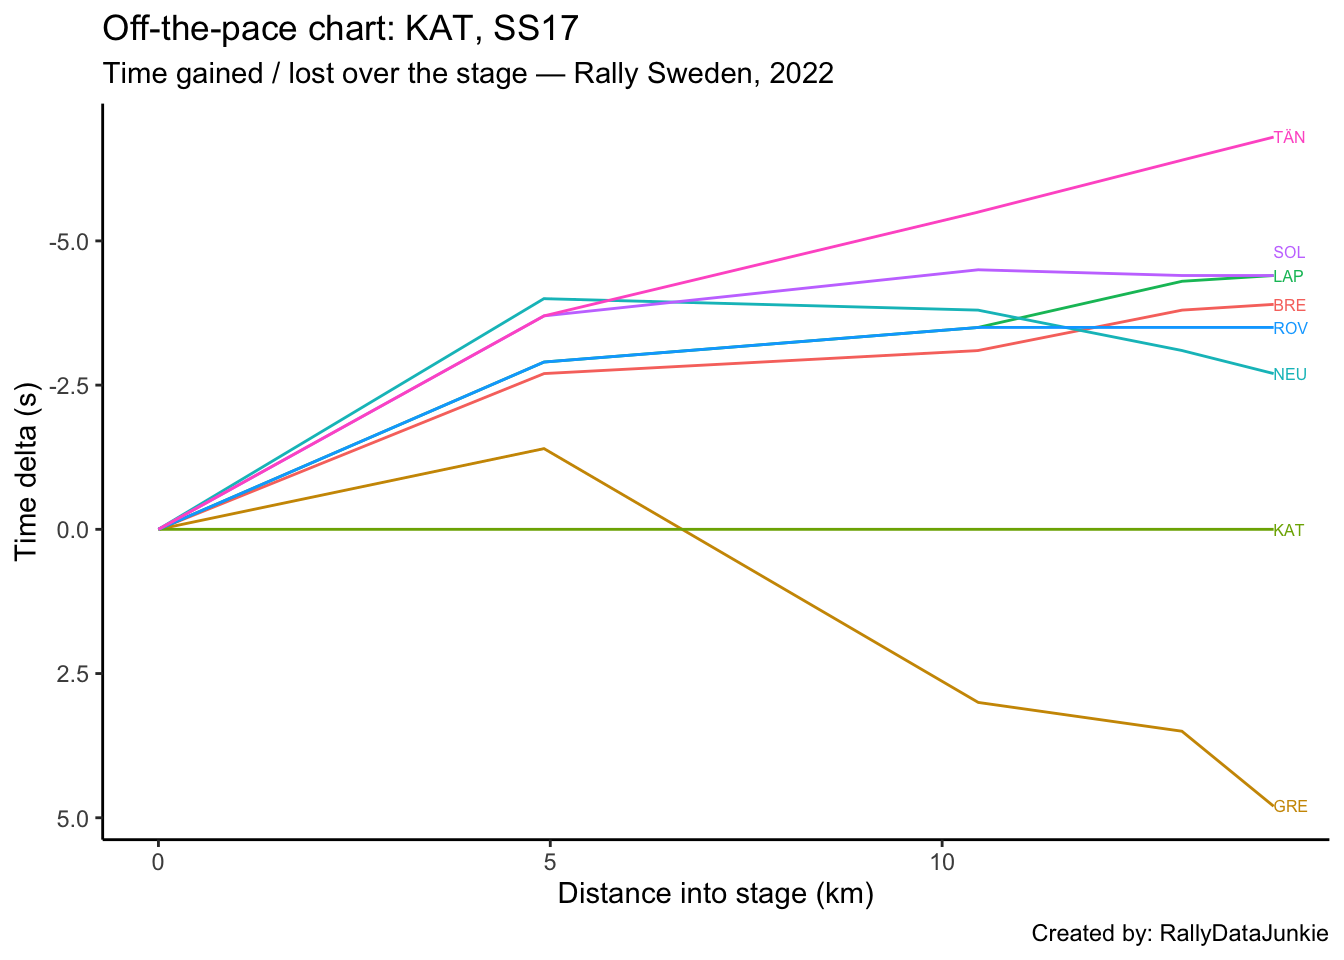 Off-the-pace chart: KAT, SS17
Time gained / lost over the stage — Rally Sweden, 2022
TÄN
-5.0
SOL
LAP
BRE
ROV
NEU
-2.5
Time delta (s)
0.0
KAT
2.5
GRE
5.0
0 5 10
Distance into stage (km)
Created by: RallyDataJunkie